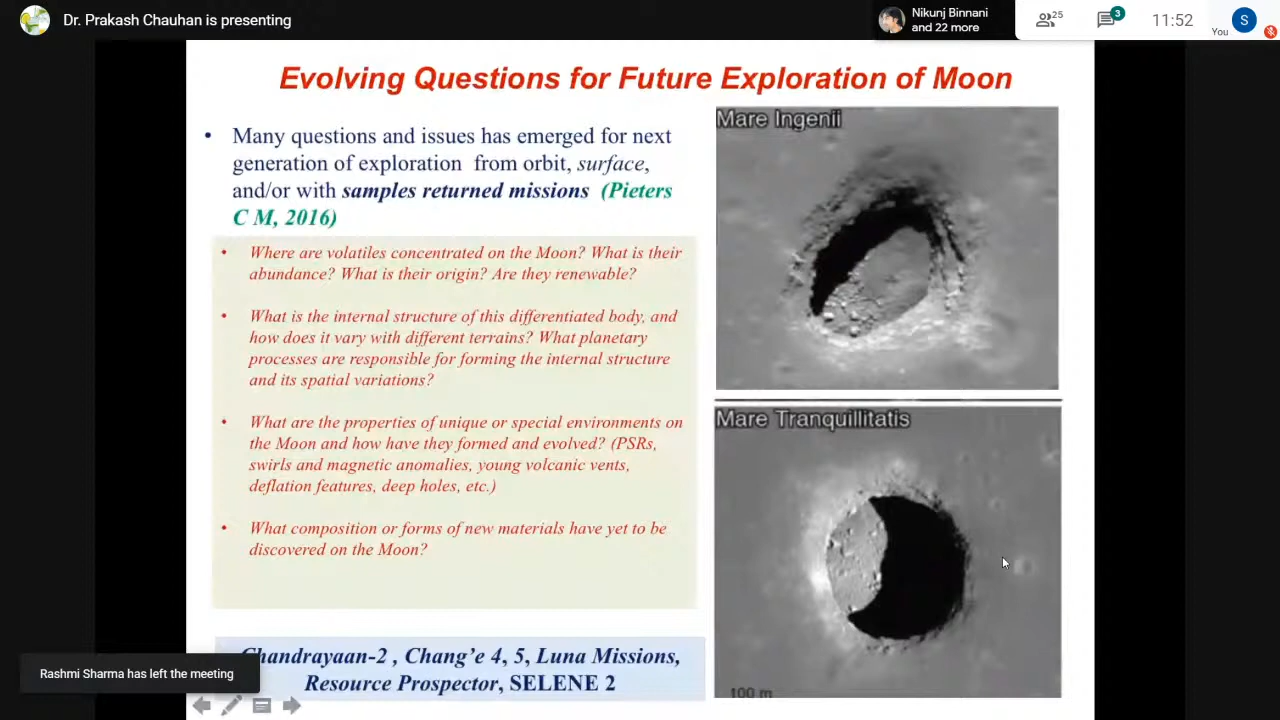 Dr. Prakash Chauhan is presenting
Nikunj Binnani
and 22 more
25
3
11:52
You
S
Evolving Questions for Future Exploration of Moon
• Many questions and issues has emerged for next
generation of exploration from orbit, surface,
and/or with samples returned missions (Pieters
C M, 2016)
• Where are volatiles concentrated on the Moon? What is their
abundance? What is their origin? Are they renewable?
• What is the internal structure of this differentiated body, and
how does it vary with different terrains? What planetary
processes are responsible for forming the internal structure
and its spatial variations?
• What are the properties of unique or special environments on
the Moon and how have they formed and evolved? (PSRs,
swirls and magnetic anomalies, young volcanic vents,
deflation features, deep holes, etc.)
• What composition or forms of new materials have yet to be
discovered on the Moon?
Chandrayaan-2 , Chang’e 4, 5, Luna Missions,
Resource Prospector, SELENE 2
Mare Ingenii
Mare Tranquillitatis
100 m
Rashmi Sharma has left the meeting